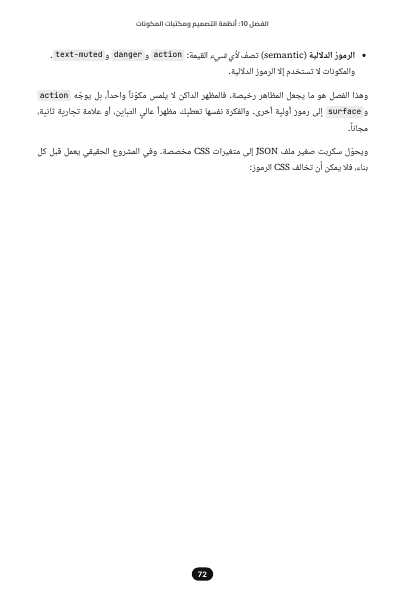 الفصل 10: أنظمة التصميم ومكتبات المكونات
• الرموز الدلالية (semantic) تصف لأي شيء القيمة: action و danger و text-muted.
والمكونات لا تستخدم إلا الرموز الدلالية.
وهذا الفصل هو ما يجعل المظاهر رخيصة. فالمظهر الداكن لا يلمس مكوّناً واحداً، بل يوجّه action
و surface إلى رموز أولية أخرى. والفكرة نفسها تعطيك مظهراً عالي التباين، أو علامة تجارية ثانية،
مجاناً.
ويحوّل سكربت صغير ملف JSON إلى متغيرات CSS مخصصة. وفي المشروع الحقيقي يعمل قبل كل
بناء، فلا يمكن أن تخالف CSS الرموز:
72